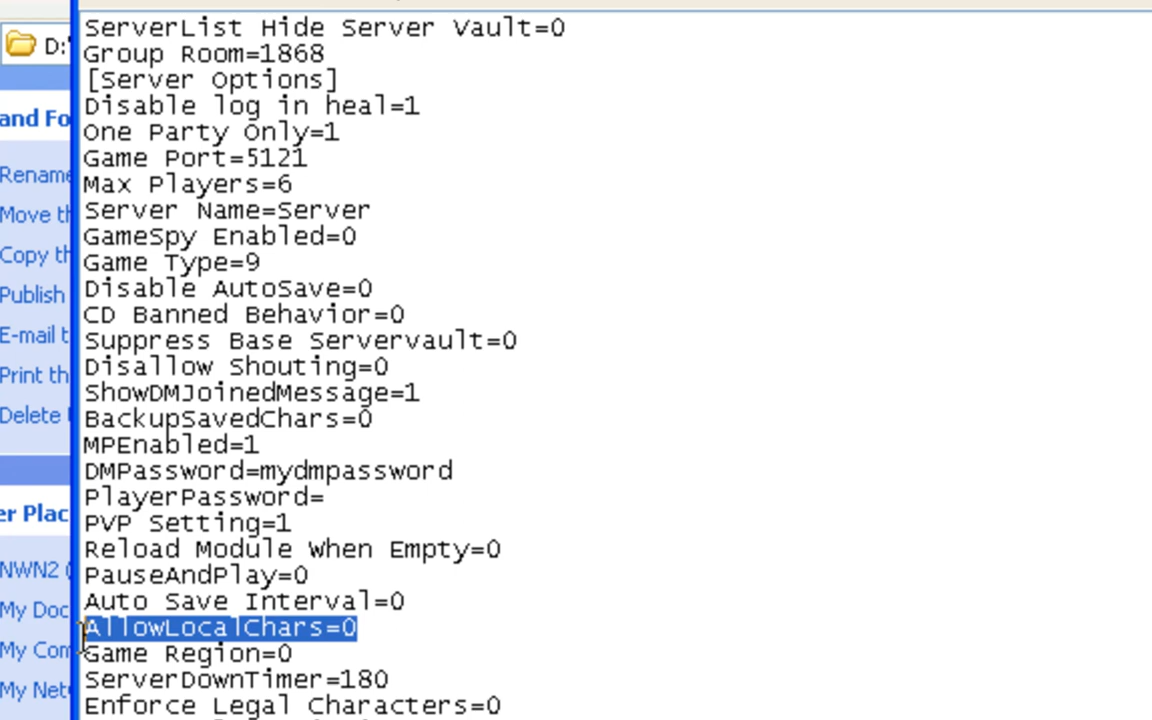 ServerList Hide Server Vault=0
Group Room=1868
[Server Options]
Disable log in heal=1
One Party Only=1
Game Port=5121
Max Players=6
Server Name=Server
GameSpy Enabled=0
Game Type=9
Disable AutoSave=0
CD Banned Behavior=0
Suppress Base Servervault=0
Disallow Shouting=0
ShowDMJoinedMessage=1
BackupSavedChars=0
MPEnabled=1
DMPassword=mydmpassword
PlayerPassword=
PVP Setting=1
Reload Module When Empty=0
PauseAndPlay=0
Auto Save Interval=0
AllowLocalChars=0
Game Region=0
ServerDownTimer=180
Enforce Legal Characters=0
D:\
and Fo
Rename
Move th
Copy th
Publish
E-mail t
Print th
Delete
er Plac
NWN2 (
My Doc
My Com
My Net